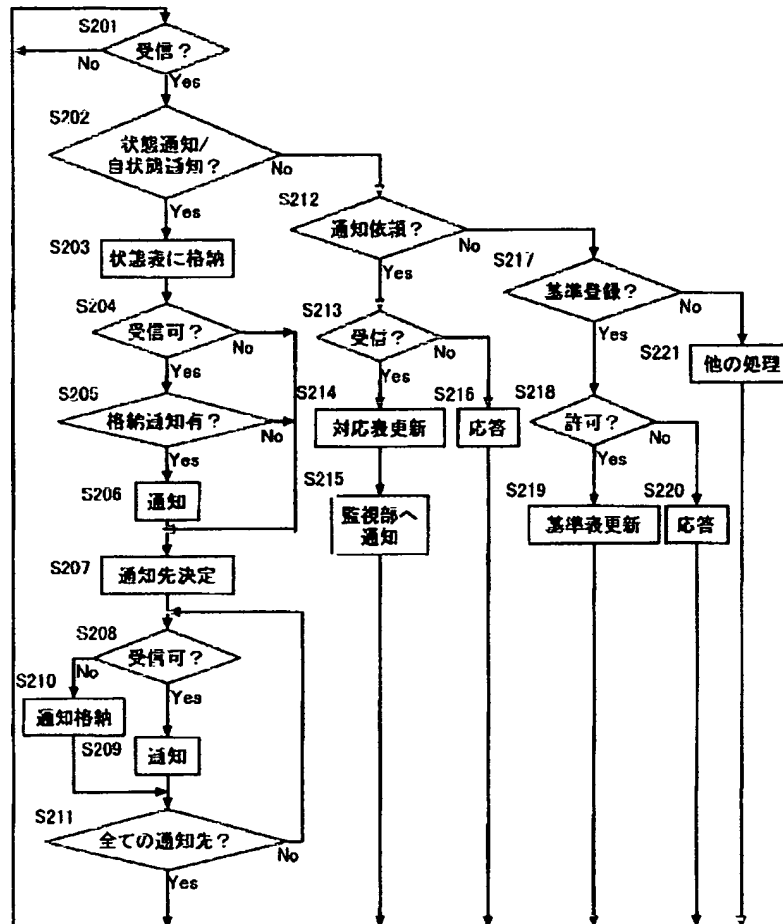 S201
受信？
No
Yes
S202
状態通知/
自状態通知？
No
Yes
S203
状態表に格納
S204
受信可？
No
Yes
S205
格納通知有？
No
Yes
S206
通知
S207
通知先決定
S208
受信可？
No
Yes
S210
通知格納
S209
通知
S211
全ての通知先？
No
Yes
S212
通知依頼？
No
Yes
S213
受信？
No
Yes
S214
対応表更新
S216
応答
S215
監視部へ
通知
S217
基準登録？
No
Yes
S221
他の処理
S218
許可？
No
Yes
S219
基準表更新
S220
応答